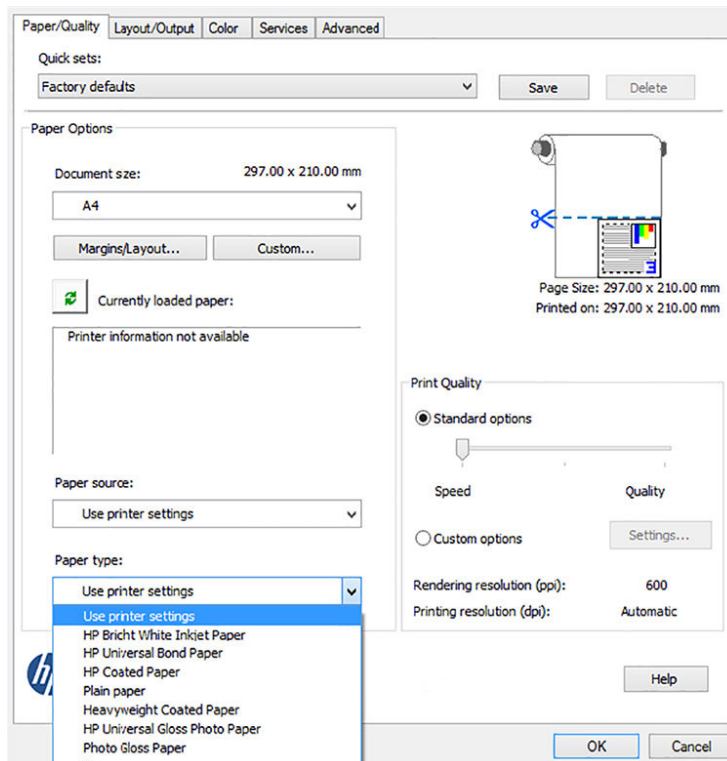 Paper/Quality Layout/Output Color Services Advanced
Quick sets:
Factory defaults Save Delete
Paper Options
Document size: 297.00 x 210.00 mm
A4
Margins/Layout... Custom...
Currently loaded paper:
Printer information not available
Page Size: 297.00 x 210.00 mm
Printed on: 297.00 x 210.00 mm
Print Quality
Standard options
Speed Quality
Custom options Settings...
Rendering resolution (ppi): 600
Printing resolution (dpi): Automatic
Paper source:
Use printer settings
Paper type:
Use printer settings
Use printer settings
HP Bricht White Inkjet Paper
HP Universal Bond Paper
HP Coated Paper
Plain paper
Heavyweight Coated Paper
HP Universal Gloss Photo Paper
Photo Gloss Paper
hp
Help
OK Cancel